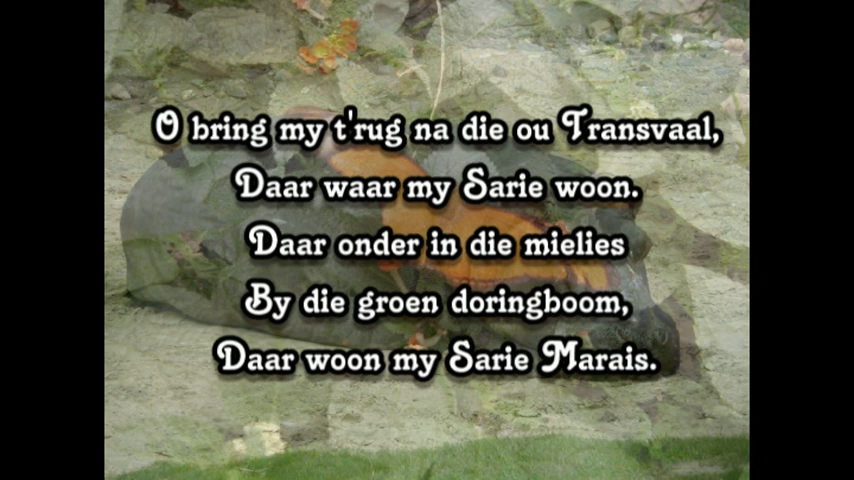 O bring my t'rug na die ou Transvaal,
Daar waar my Sarie woon.
Daar onder in die mielies
By die groen doringboom,
Daar woon my Sarie Marais.